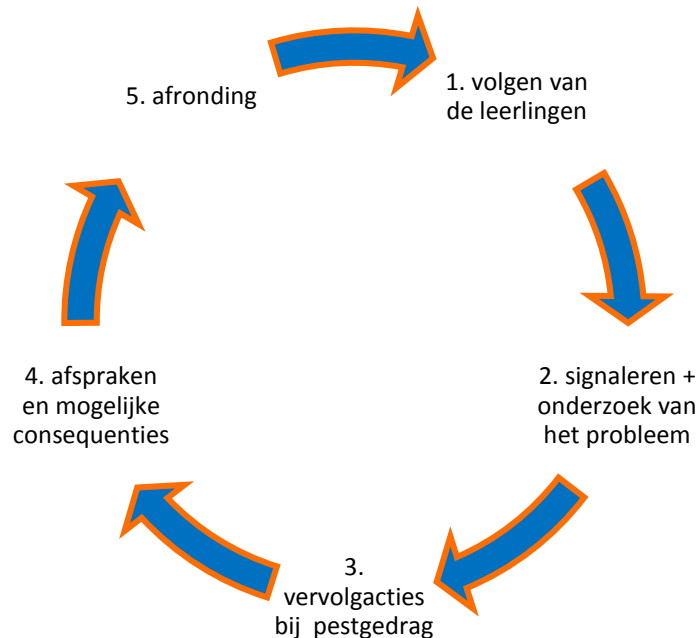 1. volgen van
de leerlingen
2. signaleren +
onderzoek van
het probleem
3.
vervolgacties
bij pestgedrag
4. afspraken
en mogelijke
consequenties
5. afronding